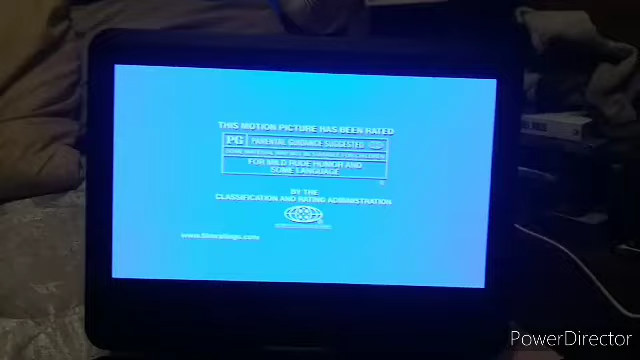 THIS MOTION PICTURE HAS BEEN RATED
PG PARENTAL GUIDANCE SUGGESTED
SOME MATERIAL MAY NOT BE SUITABLE FOR CHILDREN
FOR MILD RUDE HUMOR AND
SOME LANGUAGE
BY THE
CLASSIFICATION AND RATING ADMINISTRATION
www.filmratings.com
PowerDirector